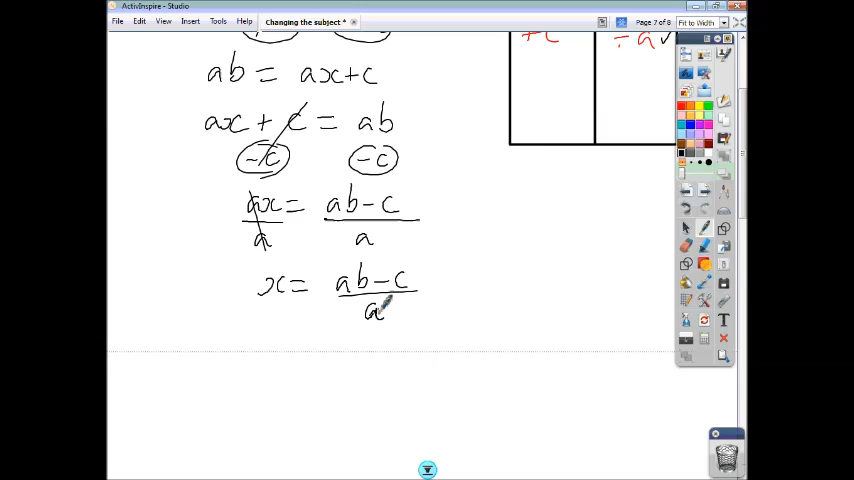 ActivInspire - Studio
File Edit View Insert Tools Help Changing the subject * Page 7 of 8 Fit to Width
+c ÷a ✓
ab = ax+c
ax + c = ab
-c -c
ax = ab-c
a a
x = ab-c
a